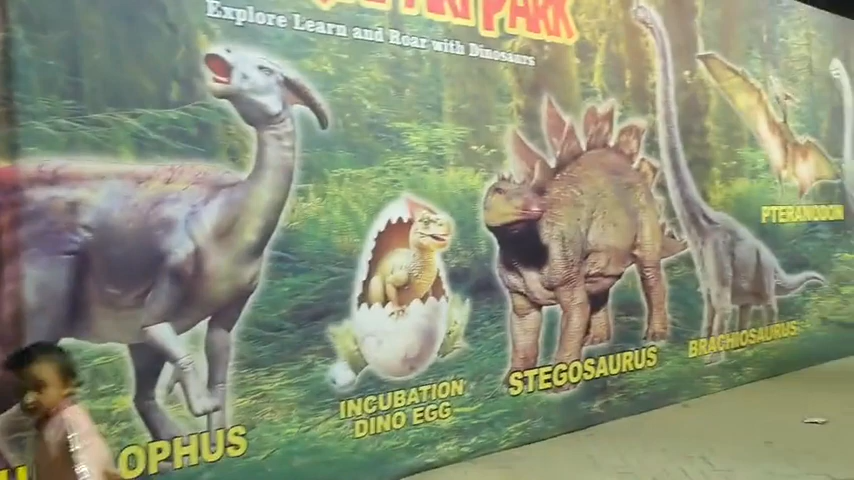 PARK
Explore Learn and Roar with Dinosaurs
PTERANODON
BRACHIOSAURUS
STEGOSAURUS
INCUBATION
DINO EGG
OPHUS